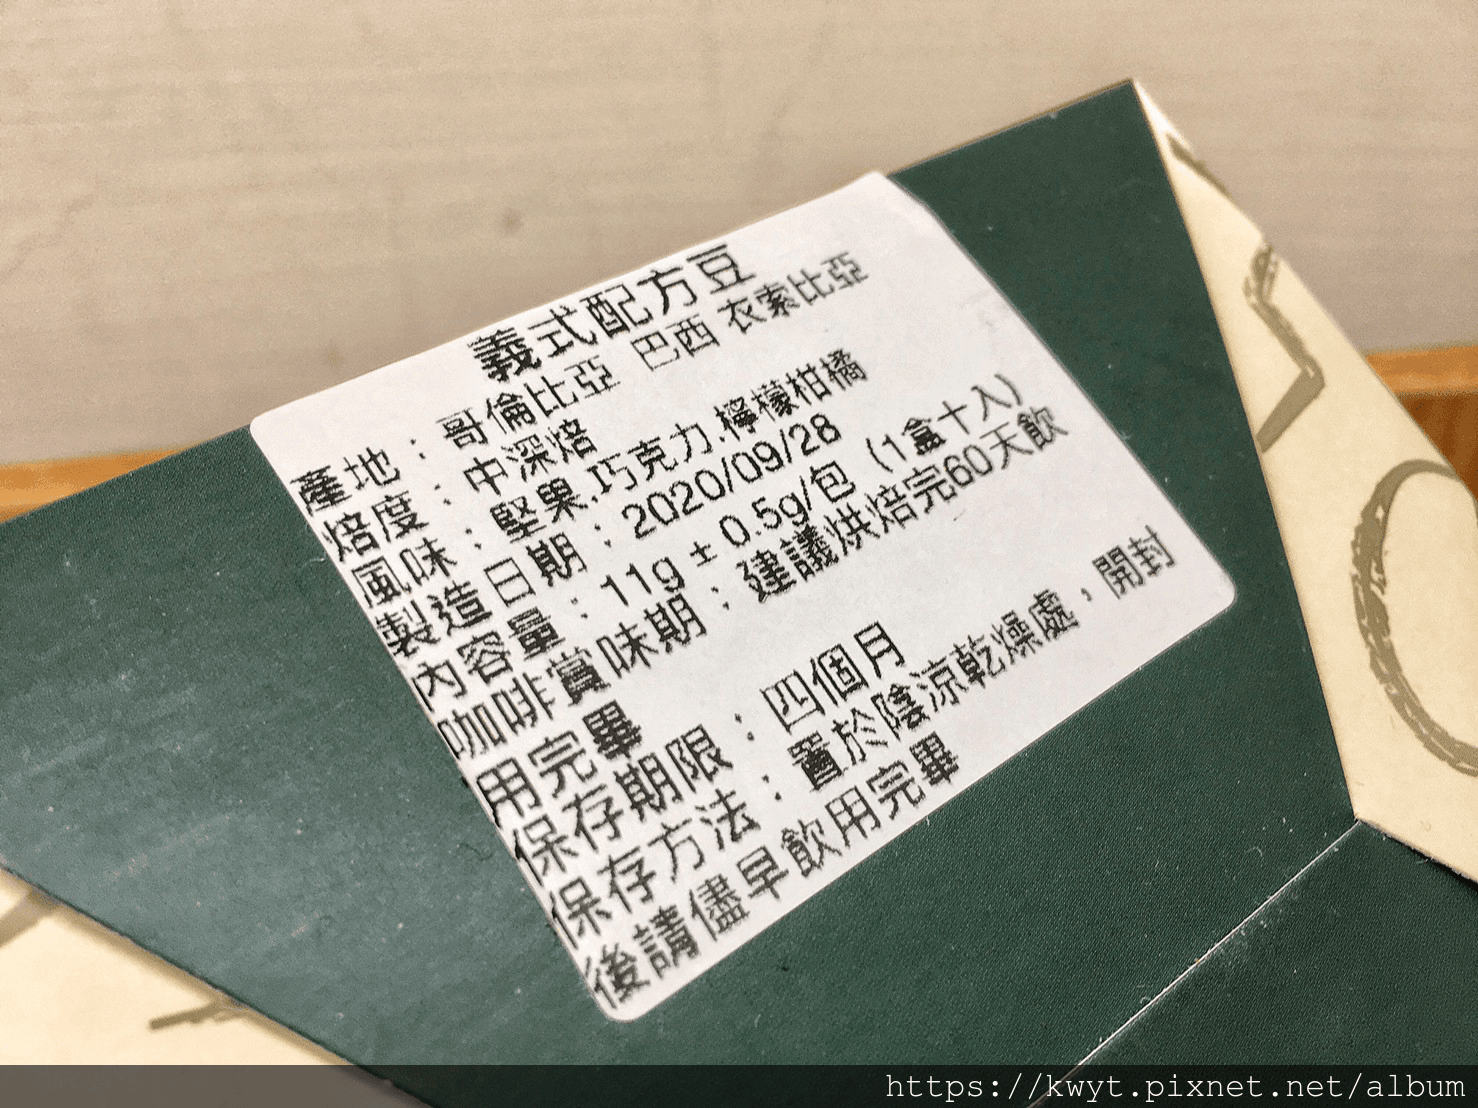 義式配方豆
產地：哥倫比亞 巴西 衣索比亞
焙度：中深焙
風味：堅果.巧克力.檸檬柑橘
製造日期：2020/09/28
內容量：11g ± 0.5g/包 (1盒十入)
咖啡賞味期：建議烘焙完60天飲
用完畢
保存期限：四個月
保存方法：置於陰涼乾燥處，開封
後請儘早飲用完畢
https://kwyt.pixnet.net/album